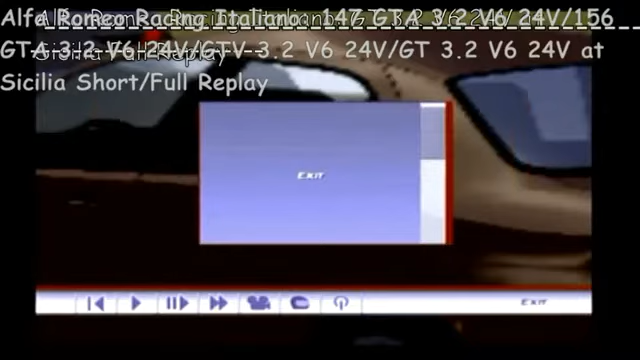 Alfa Romeo Racing Italiano: 147 GTA 3.2 V6 24V/156
GTA 3.2 V6 24V/GTV 3.2 V6 24V/GT 3.2 V6 24V at
Sicilia Short/Full Replay
EXIT
EXIT